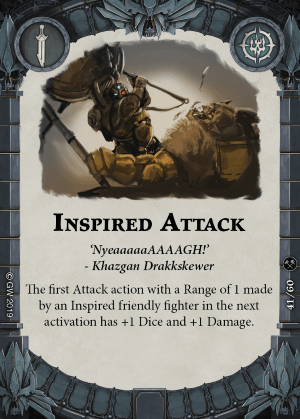 INSPIRED ATTACK
‘NyeaaaaaAAAAGH!’
- Khazgan Drakkskewer
The first Attack action with a Range of 1 made
by an Inspired friendly fighter in the next
activation has +1 Dice and +1 Damage.
©GW 2019
41/60